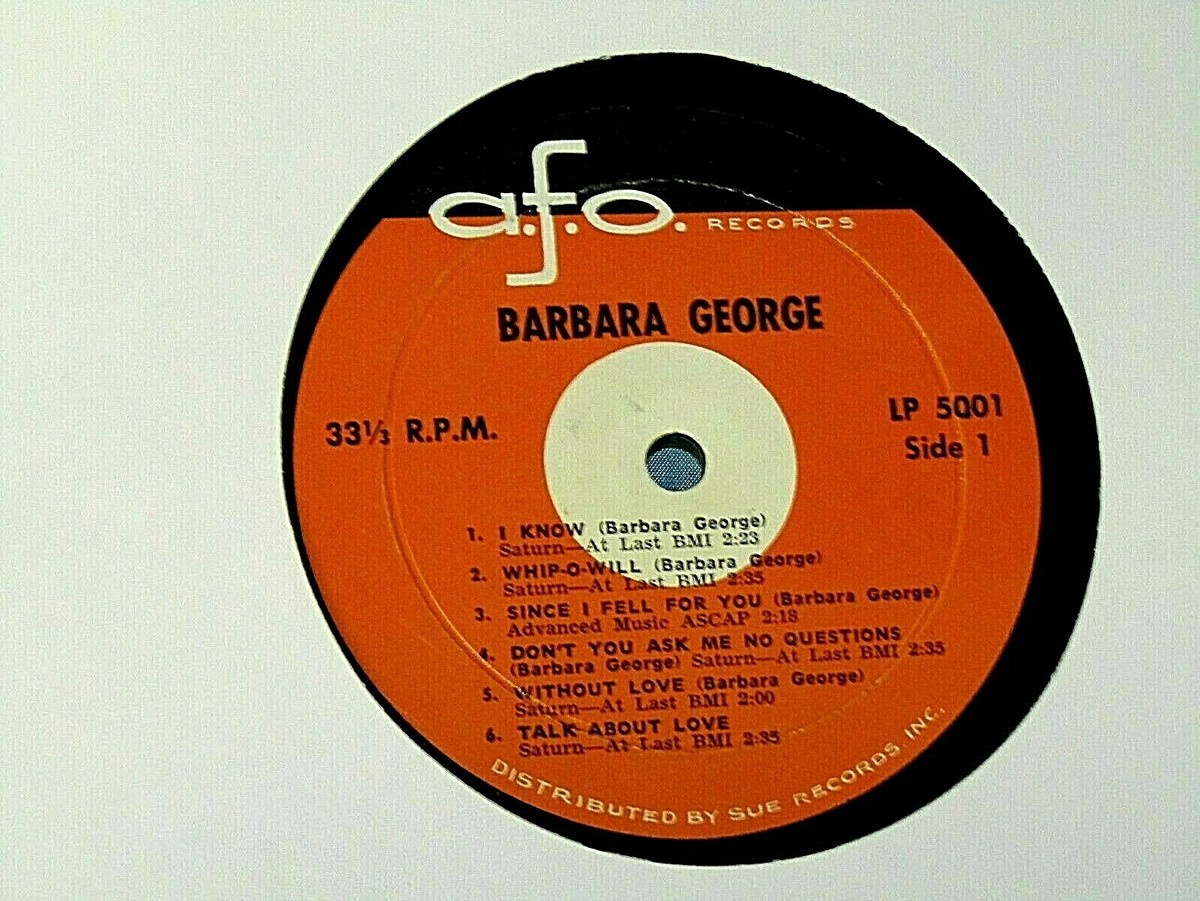 a.f.o. RECORDS
BARBARA GEORGE
33⅓ R.P.M.
LP 5001
Side 1
1. I KNOW (Barbara George)
Saturn—At Last BMI 2:23
2. WHIP-O-WILL (Barbara George)
Saturn—At Last BMI 2:35
3. SINCE I FELL FOR YOU (Barbara George)
Advanced Music ASCAP 2:18
4. DON'T YOU ASK ME NO QUESTIONS
(Barbara George) Saturn—At Last BMI 2:35
5. WITHOUT LOVE (Barbara George)
Saturn—At Last BMI 2:00
6. TALK ABOUT LOVE
Saturn—At Last BMI 2:35
DISTRIBUTED BY SUE RECORDS INC.